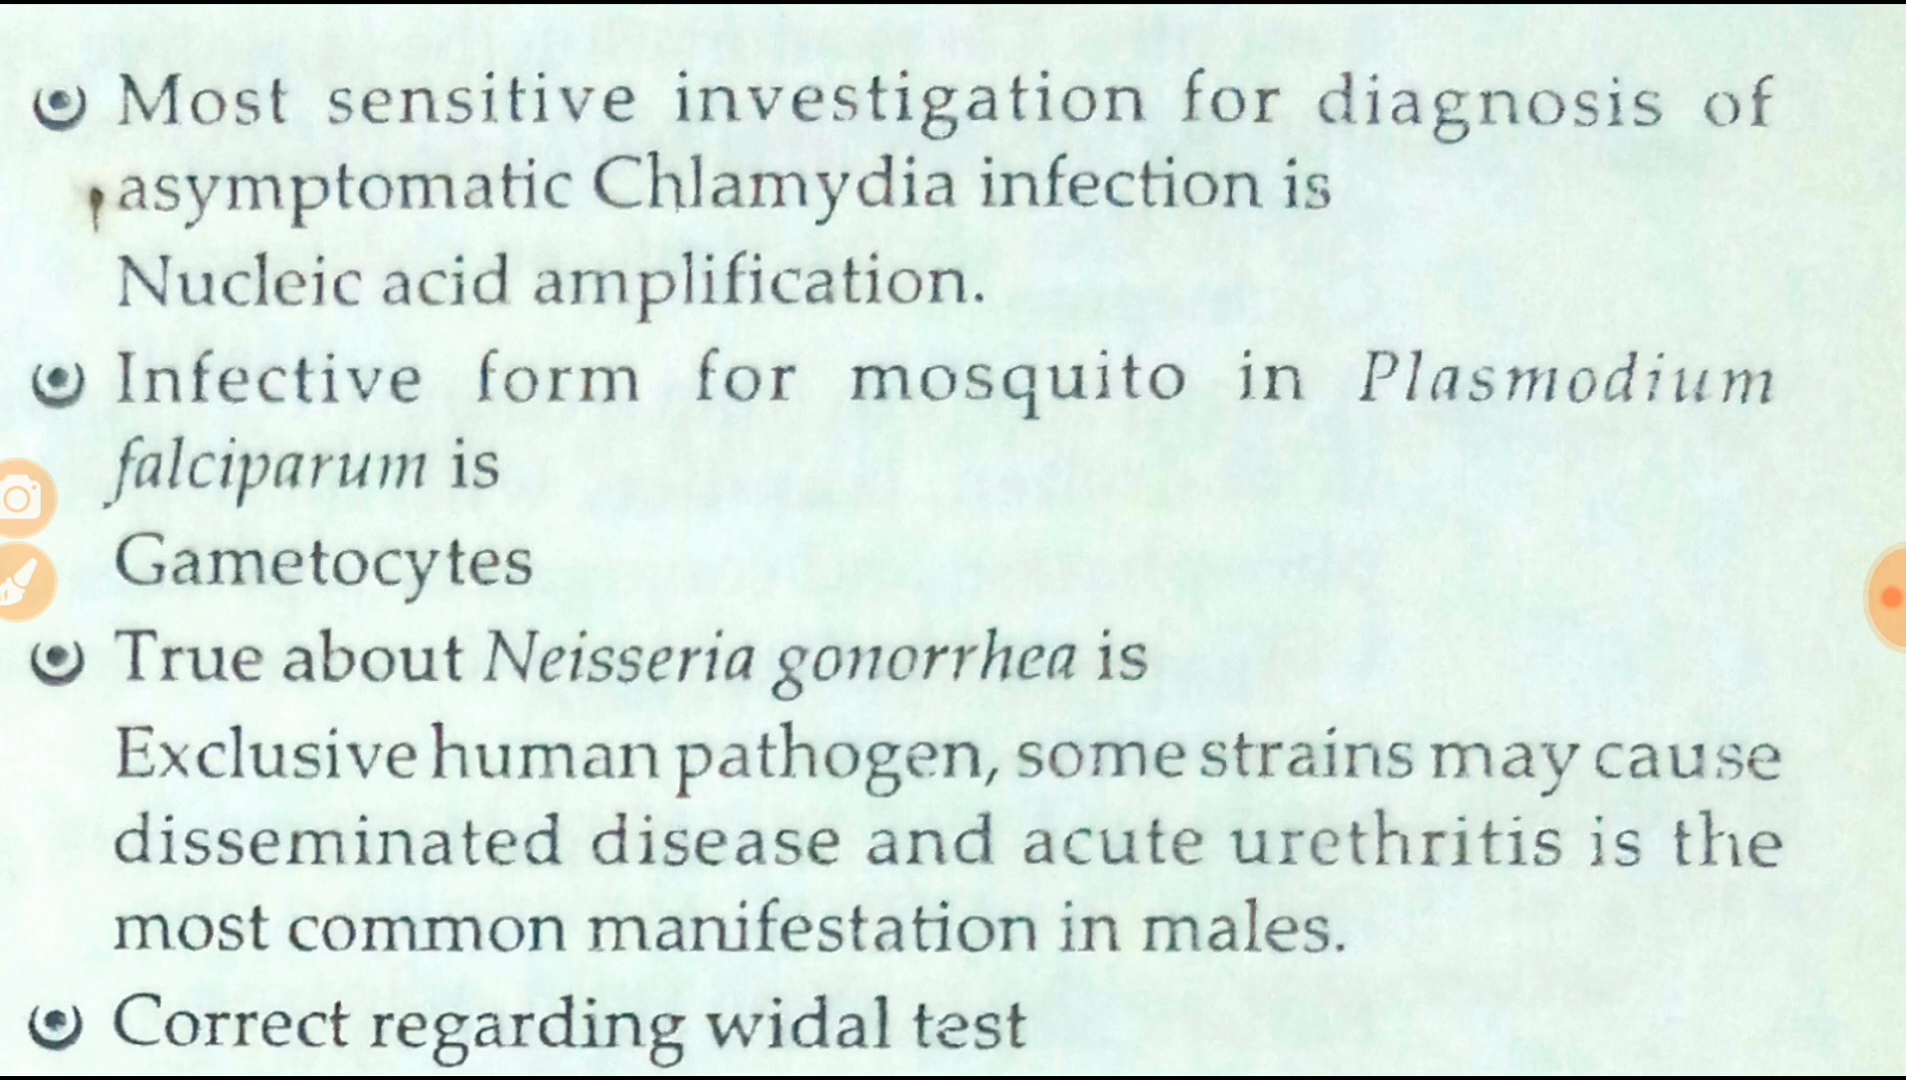 Most sensitive investigation for diagnosis of
asymptomatic Chlamydia infection is
Nucleic acid amplification.
Infective form for mosquito in Plasmodium
falciparum is
Gametocytes
True about Neisseria gonorrhea is
Exclusive human pathogen, some strains may cause
disseminated disease and acute urethritis is the
most common manifestation in males.
Correct regarding widal test